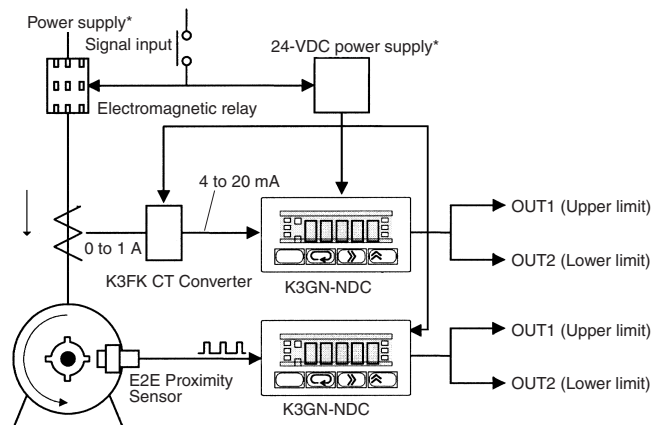 Power supply*
Signal input
24-VDC power supply*
Electromagnetic relay
4 to 20 mA
0 to 1 A
K3FK CT Converter
K3GN-NDC
OUT1 (Upper limit)
OUT2 (Lower limit)
E2E Proximity
Sensor
K3GN-NDC
OUT1 (Upper limit)
OUT2 (Lower limit)